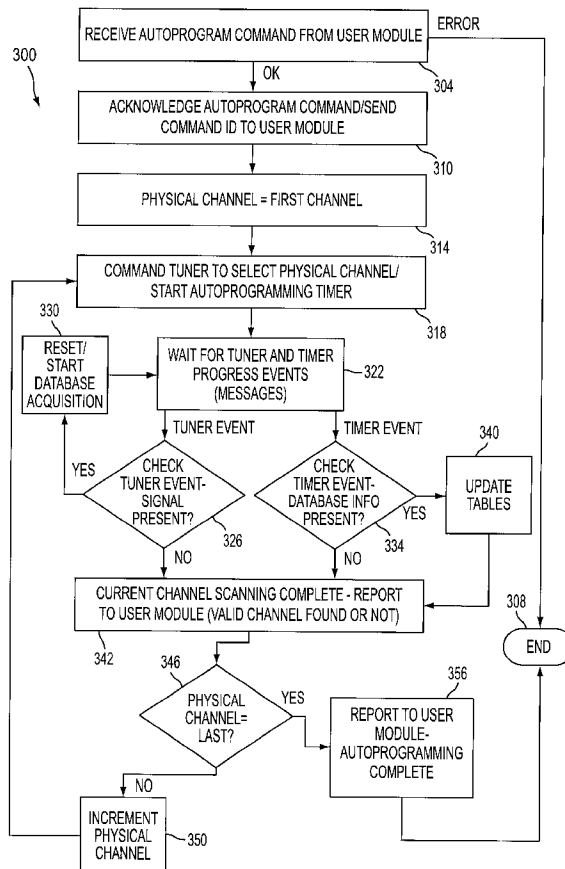 300
RECEIVE AUTOPROGRAM COMMAND FROM USER MODULE
ERROR
304
OK
ACKNOWLEDGE AUTOPROGRAM COMMAND/SEND
COMMAND ID TO USER MODULE
310
PHYSICAL CHANNEL = FIRST CHANNEL
314
COMMAND TUNER TO SELECT PHYSICAL CHANNEL/
START AUTOPROGRAMMING TIMER
318
330
RESET/
START
DATABASE
ACQUISITION
WAIT FOR TUNER AND TIMER
PROGRESS EVENTS
(MESSAGES)
322
TUNER EVENT
TIMER EVENT
YES
CHECK
TUNER EVENT-
SIGNAL
PRESENT?
326
NO
CHECK
TIMER EVENT-
DATABASE INFO
PRESENT?
334
YES
NO
340
UPDATE
TABLES
CURRENT CHANNEL SCANNING COMPLETE - REPORT
TO USER MODULE (VALID CHANNEL FOUND OR NOT)
342
308
END
346
PHYSICAL
CHANNEL=
LAST?
YES
NO
356
REPORT TO USER
MODULE-
AUTOPROGRAMMING
COMPLETE
INCREMENT
PHYSICAL
CHANNEL
350